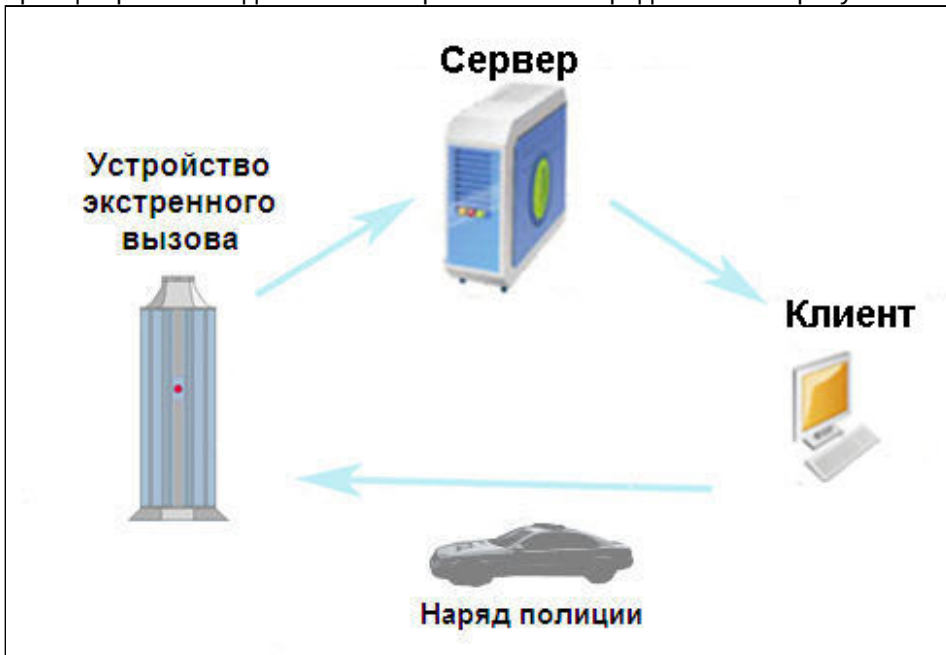 Сервер
Устройство
экстренного
вызова
Клиент
Наряд полиции